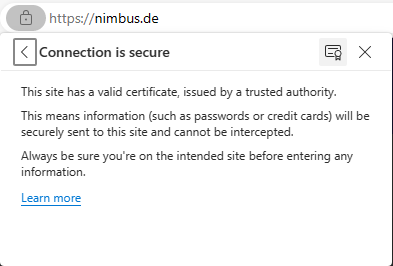 https://nimbus.de
Connection is secure
This site has a valid certificate, issued by a trusted authority.
This means information (such as passwords or credit cards) will be
securely sent to this site and cannot be intercepted.
Always be sure you're on the intended site before entering any
information.
Learn more